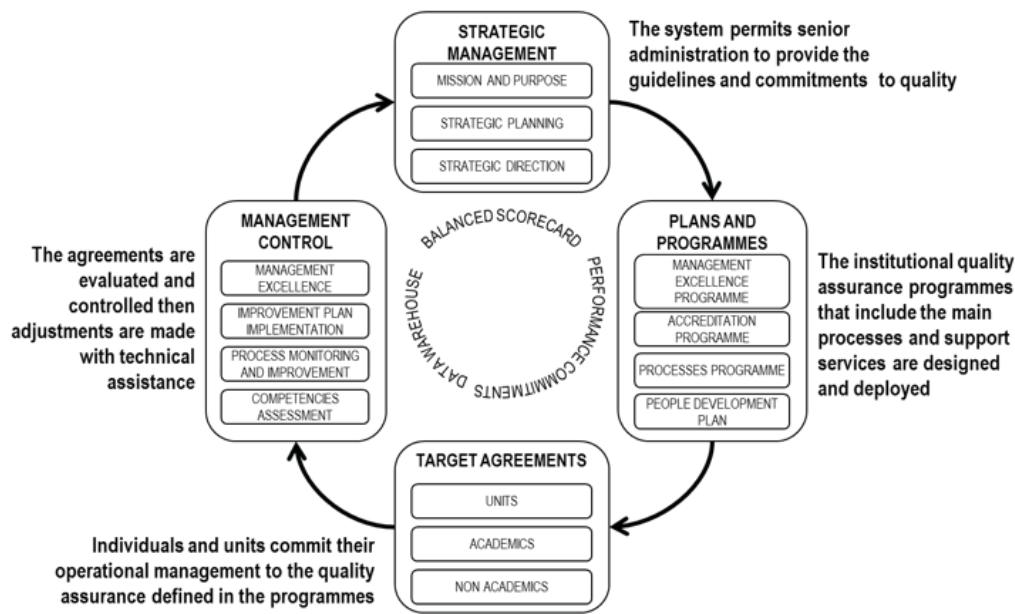 STRATEGIC
MANAGEMENT
MISSION AND PURPOSE
STRATEGIC PLANNING
STRATEGIC DIRECTION
The system permits senior
administration to provide the
guidelines and commitments to quality
PLANS AND
PROGRAMMES
MANAGEMENT
EXCELLENCE
PROGRAMME
ACCREDITATION
PROGRAMME
PROCESSES PROGRAMME
PEOPLE DEVELOPMENT
PLAN
The institutional quality
assurance programmes
that include the main
processes and support
services are designed
and deployed
TARGET AGREEMENTS
UNITS
ACADEMICS
NON ACADEMICS
Individuals and units commit their
operational management to the quality
assurance defined in the programmes
MANAGEMENT
CONTROL
MANAGEMENT
EXCELLENCE
IMPROVEMENT PLAN
IMPLEMENTATION
PROCESS MONITORING
AND IMPROVEMENT
COMPETENCIES
ASSESSMENT
The agreements are
evaluated and
controlled then
adjustments are made
with technical
assistance
BALANCED SCORECARD
PERFORMANCE COMMITMENTS
DATA WAREHOUSE